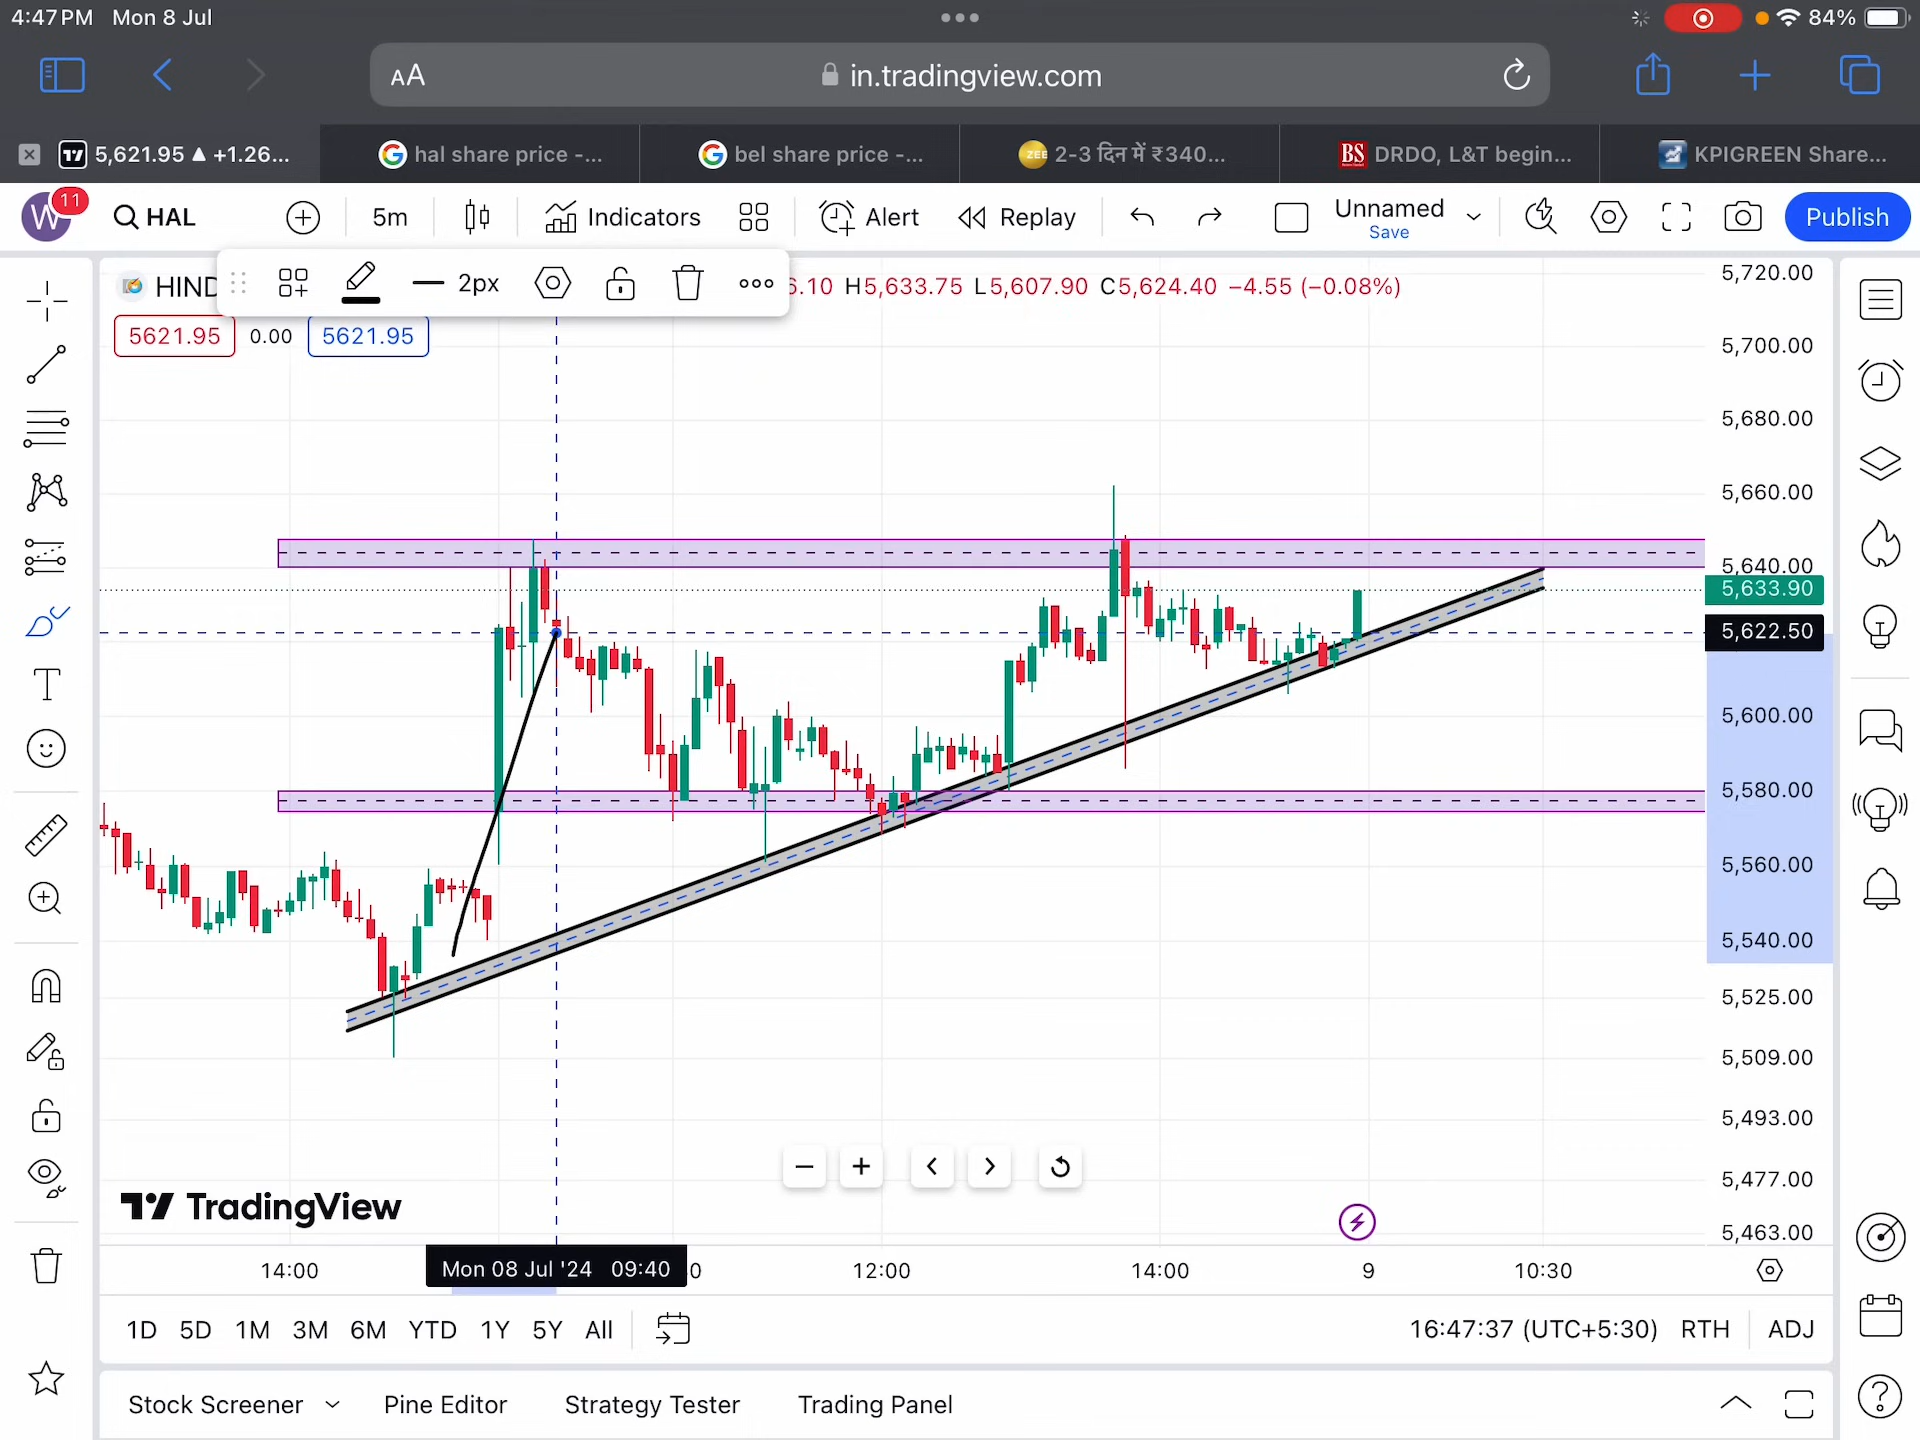 4:47 PM Mon 8 Jul
84%
AA
in.tradingview.com
5,621.95 ▲ +1.26...
hal share price -...
bel share price -...
ZEE 2-3 दिन में ₹340...
BS DRDO, L&T begin...
KPIGREEN Share...
W 11
HAL
5m
Indicators
Alert
Replay
Unnamed
Save
Publish
HIND
2px
6.10 H5,633.75 L5,607.90 C5,624.40 −4.55 (−0.08%)
5621.95 0.00 5621.95
5,720.00
5,700.00
5,680.00
5,660.00
5,640.00
5,633.90
5,622.50
5,600.00
5,580.00
5,560.00
5,540.00
5,525.00
5,509.00
5,493.00
5,477.00
5,463.00
TradingView
14:00
Mon 08 Jul '24 09:40
0
12:00
14:00
9
10:30
1D 5D 1M 3M 6M YTD 1Y 5Y All
16:47:37 (UTC+5:30) RTH ADJ
Stock Screener Pine Editor Strategy Tester Trading Panel